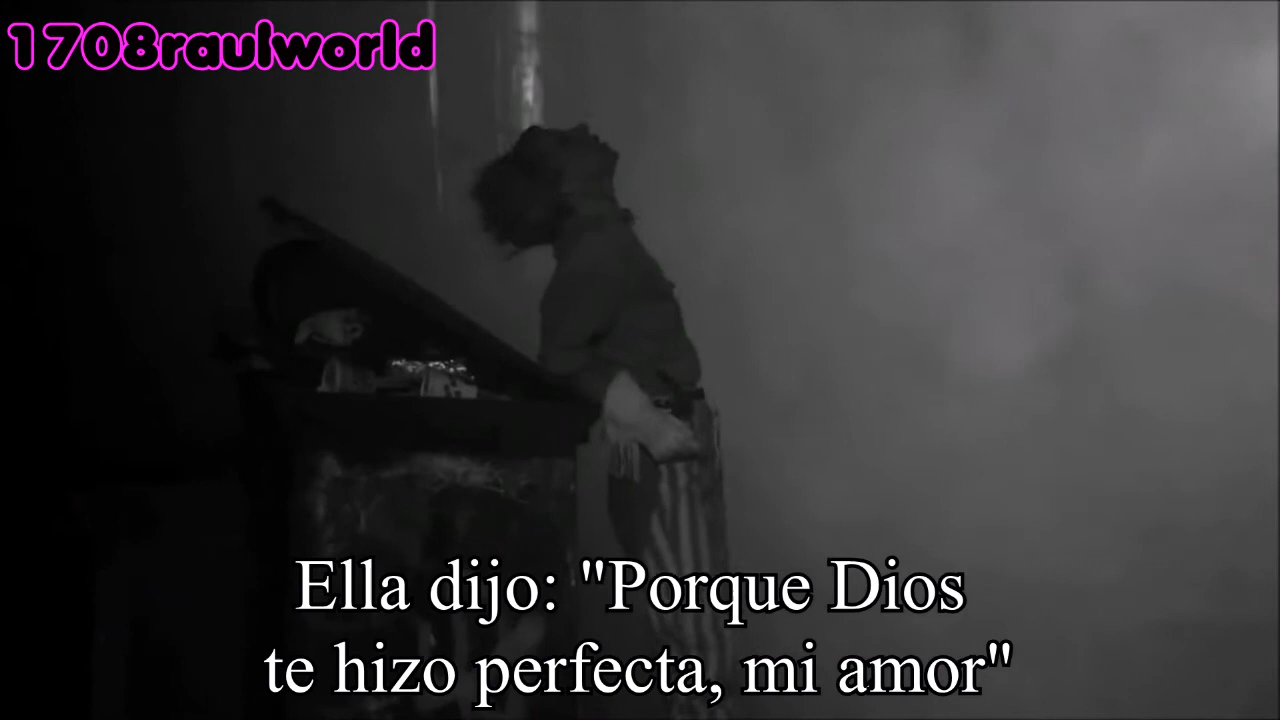 1708raulworld
Ella dijo: "Porque Dios
te hizo perfecta, mi amor"